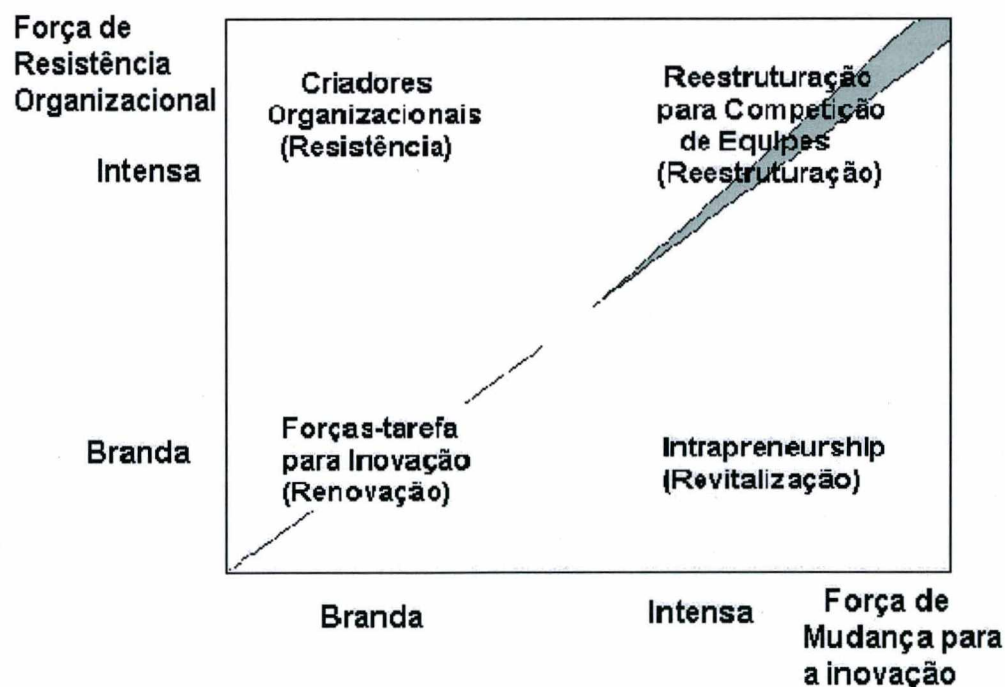 Força de
Resistência
Organizacional
Intensa
Branda
Criadores
Organizacionais
(Resistência)
Reestruturação
para Competição
de Equipes
(Reestruturação)
Forças-tarefa
para Inovação
(Renovação)
Intrapreneurship
(Revitalização)
Branda
Intensa
Força de
Mudança para
a inovação